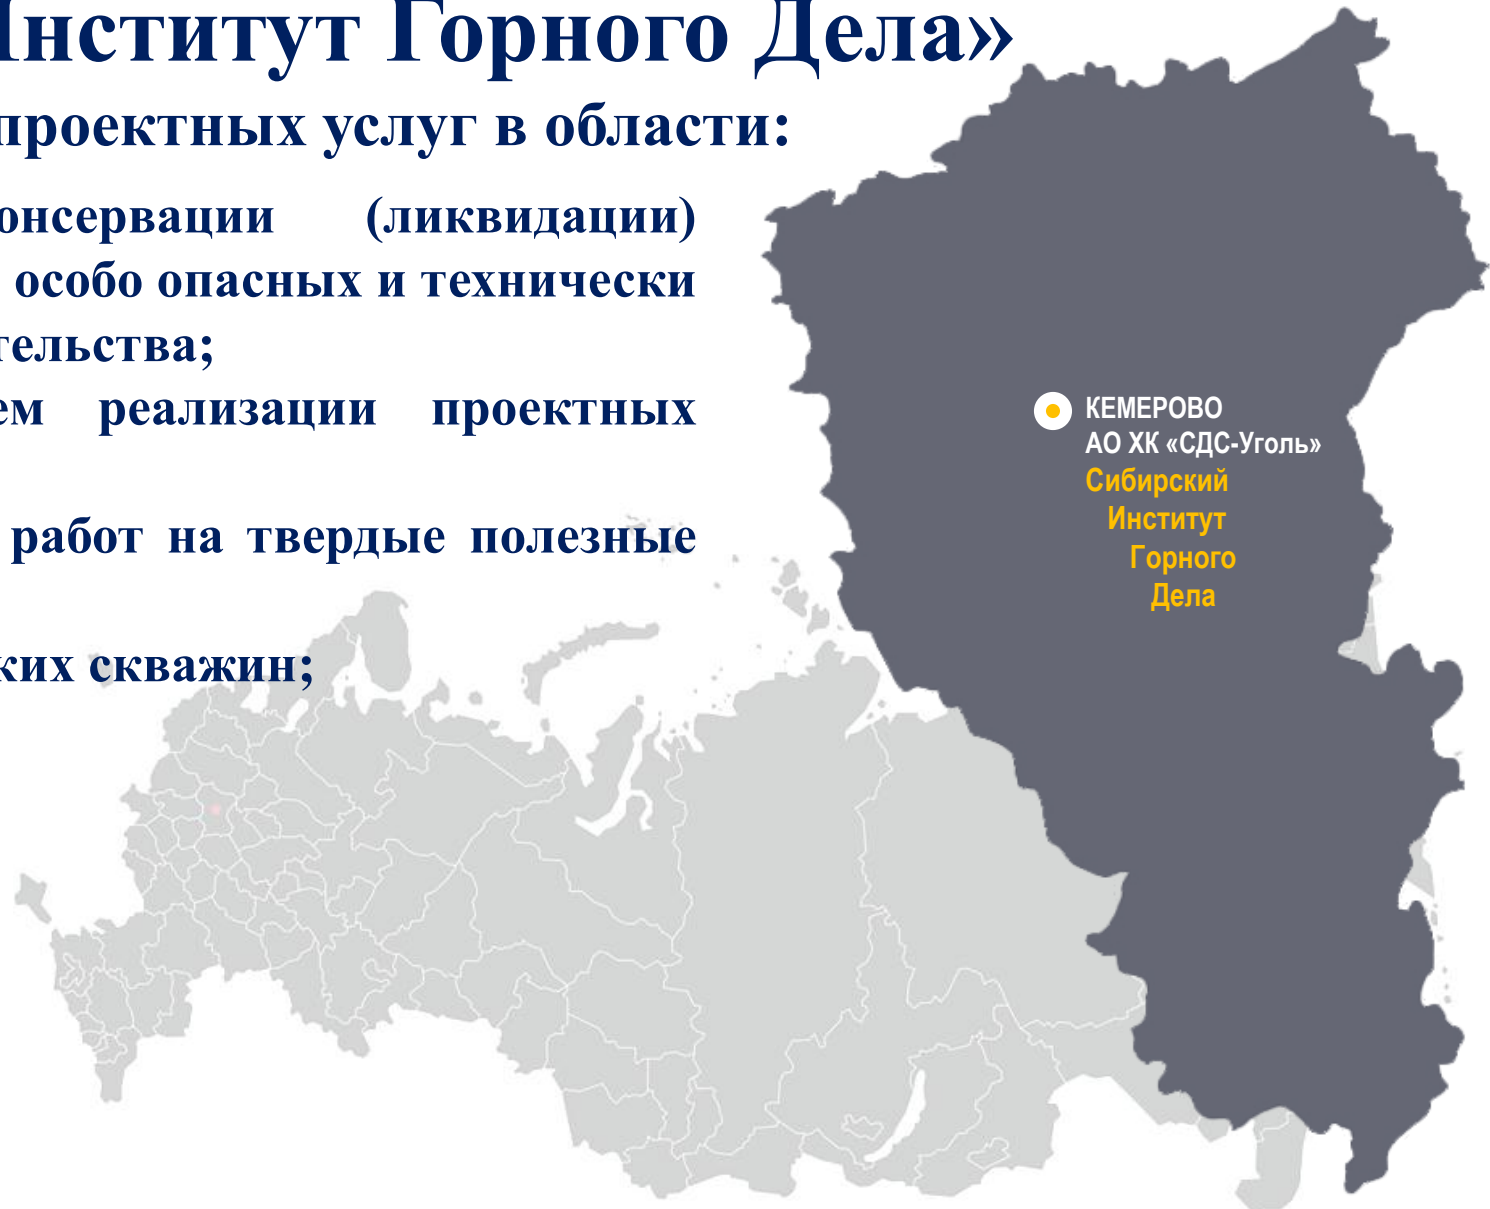 Институт Горного Дела»
проектных услуг в области:
онсервации (ликвидации)
особо опасных и технически
тельства;
ем реализации проектных
работ на твердые полезные
ких скважин;
КЕМЕРОВО
АО ХК «СДС-Уголь»
Сибирский
Институт
Горного
Дела